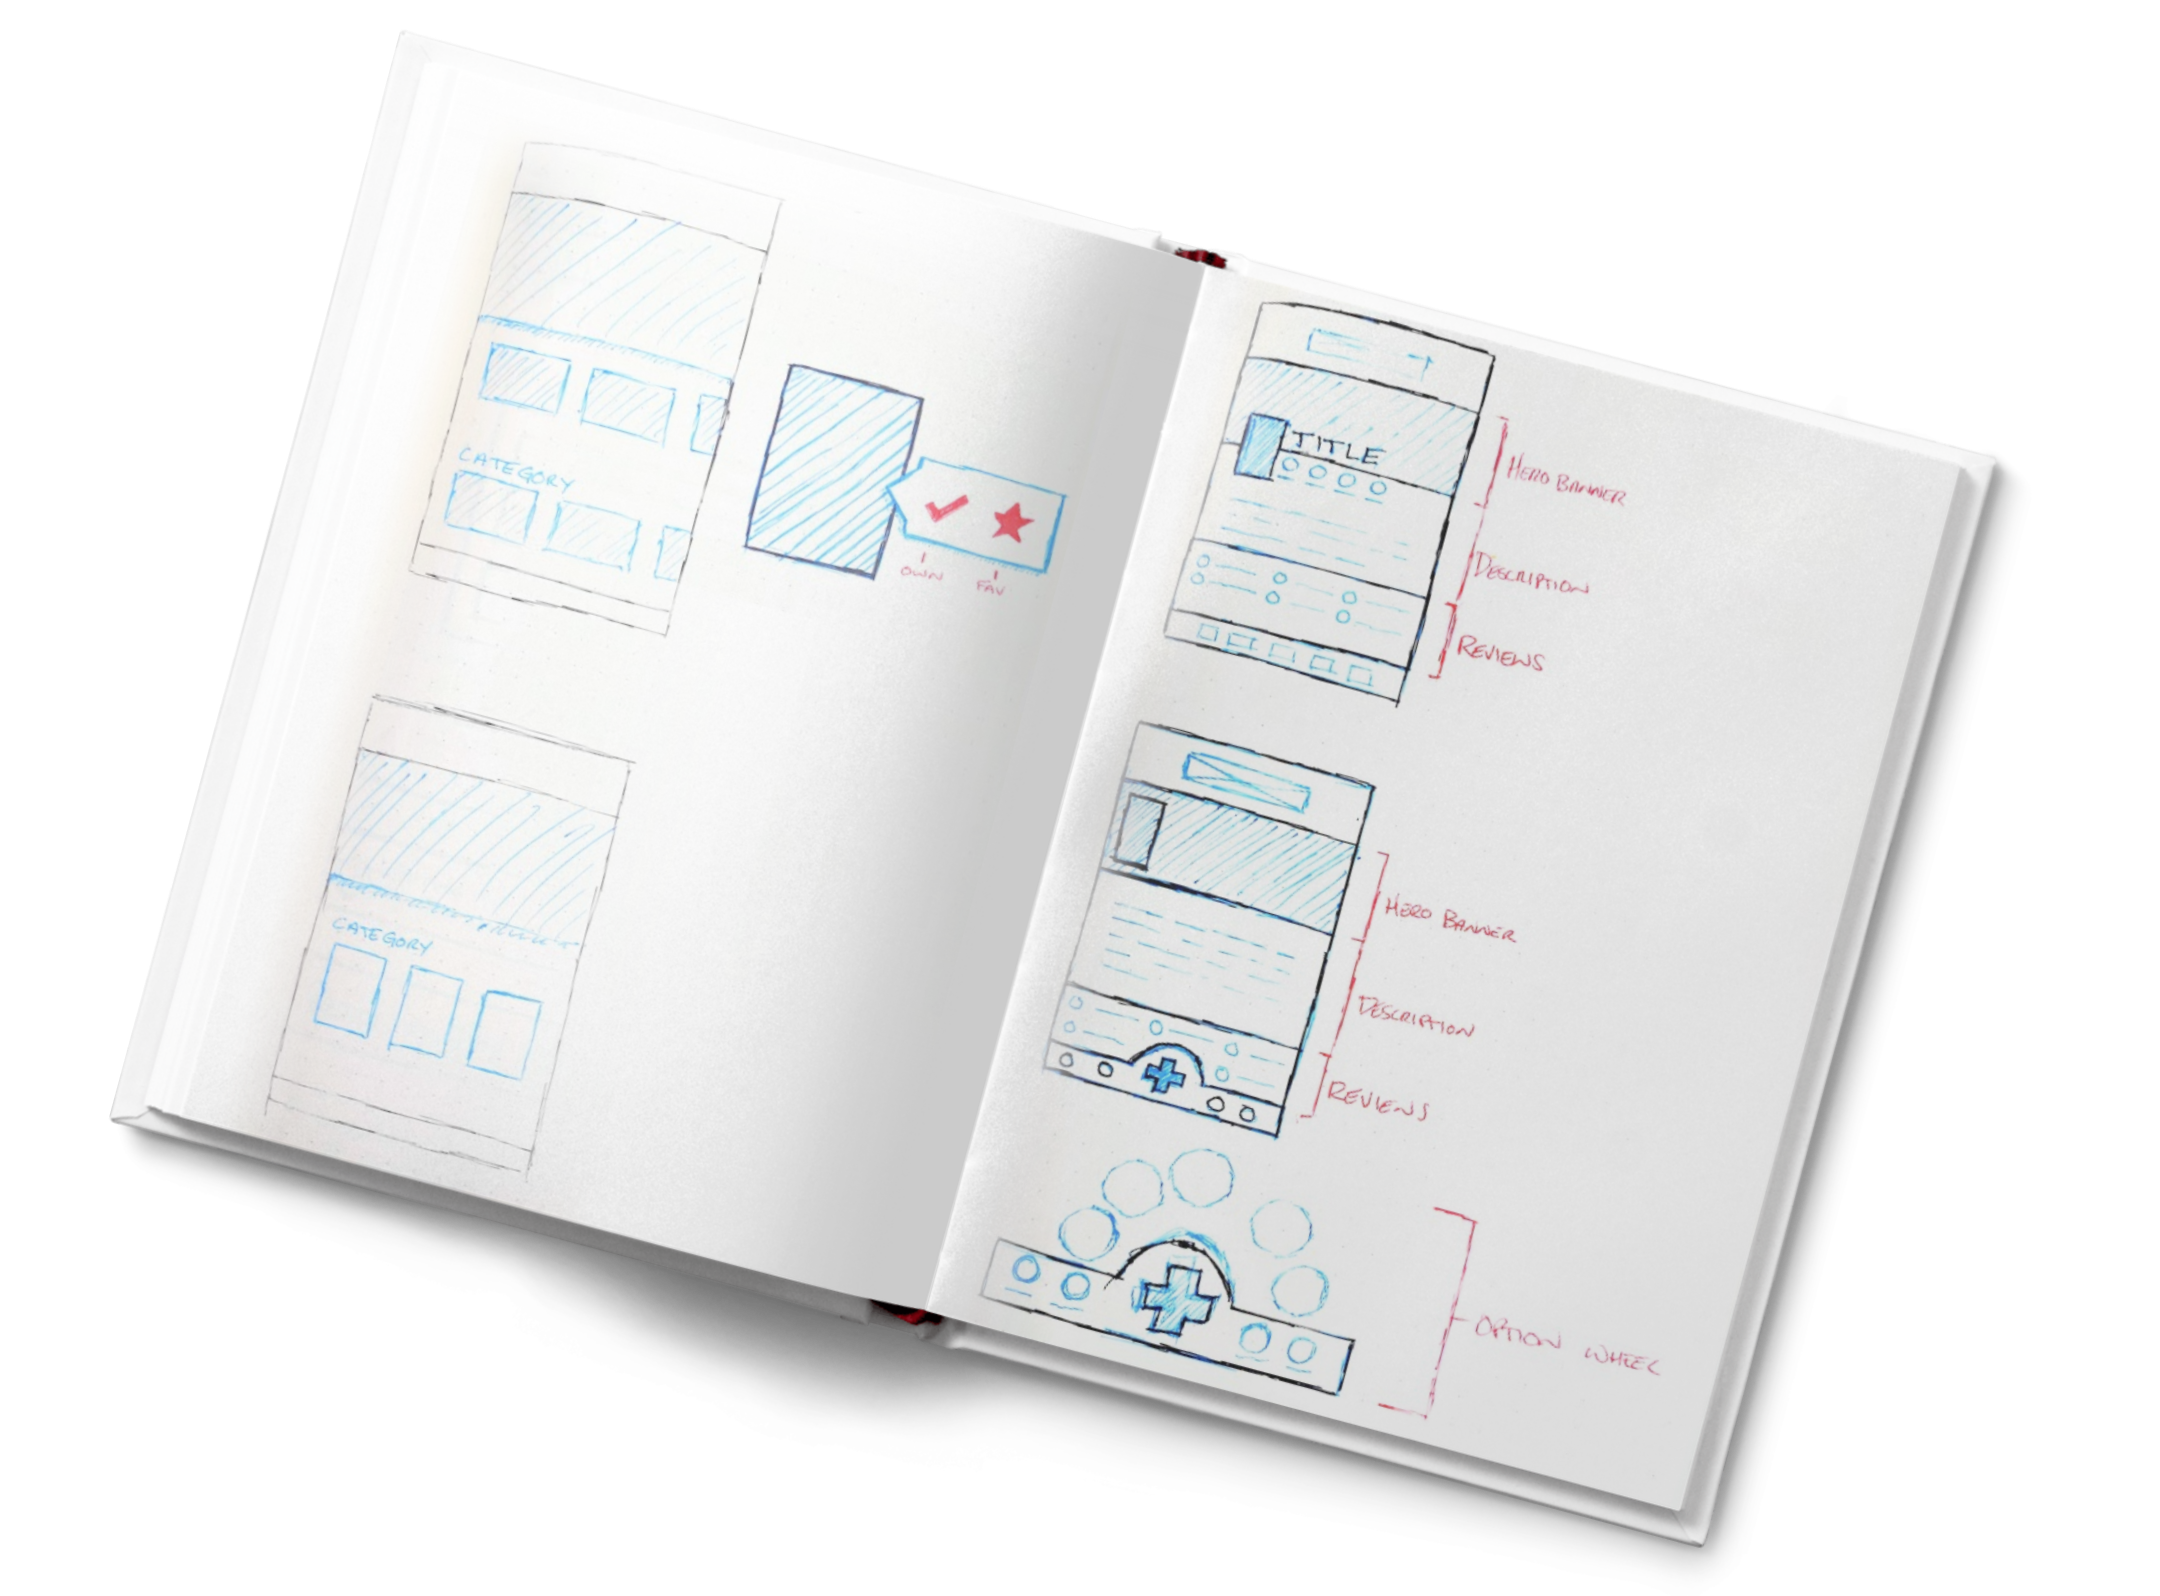 CATEGORY
OWN
FAV
CATEGORY
TITLE
HERO BANNER
DESCRIPTION
REVIEWS
HERO BANNER
DESCRIPTION
REVIEWS
OPTION WHEEL